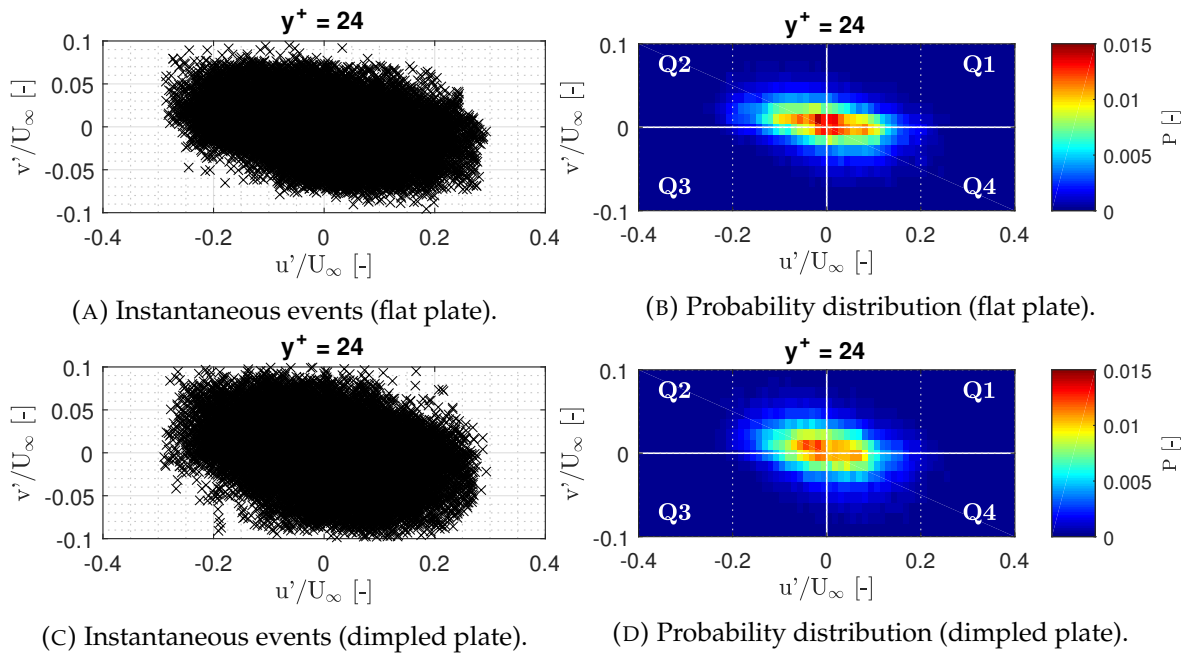 y+ = 24
0.1
0.05
0
-0.05
-0.1
v'/U∞ [-]
-0.4
-0.2
0
0.2
0.4
u'/U∞ [-]
(A) Instantaneous events (flat plate).
y+ = 24
0.1
0
-0.1
v'/U∞ [-]
Q2
Q1
Q3
Q4
-0.4
-0.2
0
0.2
0.4
u'/U∞ [-]
0.015
0.01
0.005
0
P [-]
(B) Probability distribution (flat plate).
y+ = 24
0.1
0.05
0
-0.05
-0.1
v'/U∞ [-]
-0.4
-0.2
0
0.2
0.4
u'/U∞ [-]
(C) Instantaneous events (dimpled plate).
y+ = 24
0.1
0
-0.1
v'/U∞ [-]
Q2
Q1
Q3
Q4
-0.4
-0.2
0
0.2
0.4
u'/U∞ [-]
0.015
0.01
0.005
0
P [-]
(D) Probability distribution (dimpled plate).